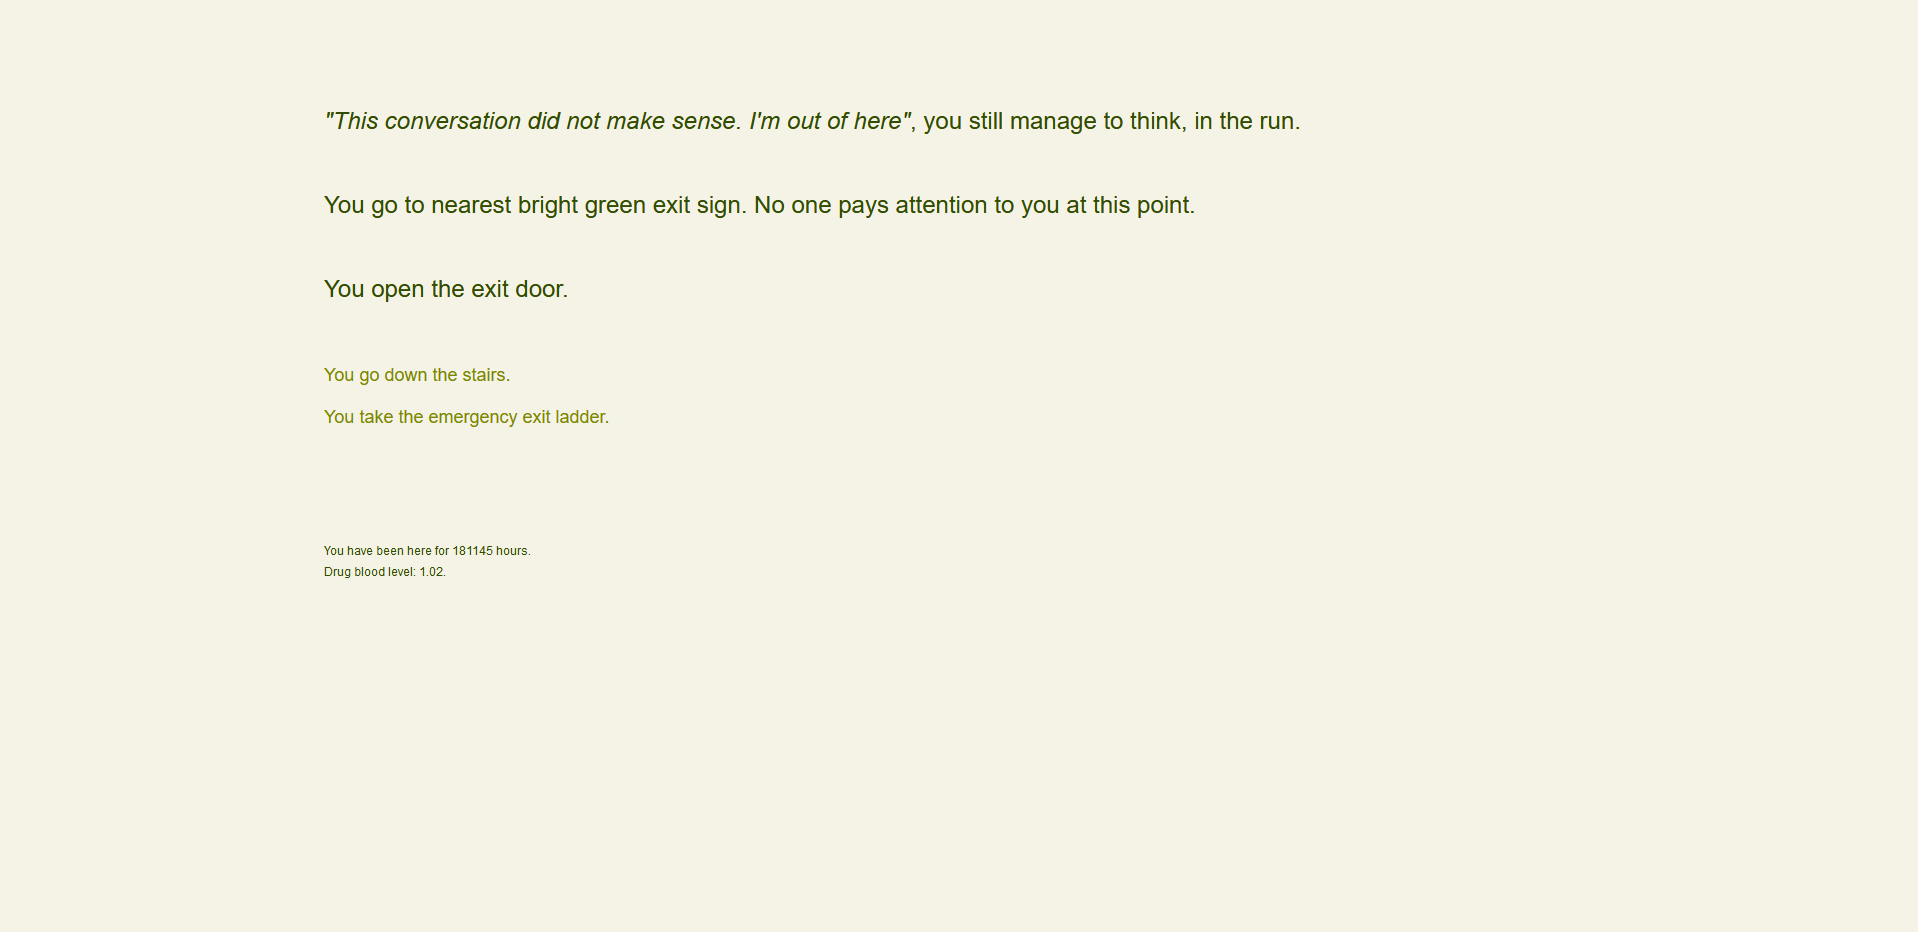 "This conversation did not make sense. I'm out of here", you still manage to think, in the run.
You go to nearest bright green exit sign. No one pays attention to you at this point.
You open the exit door.
You go down the stairs.
You take the emergency exit ladder.
You have been here for 181145 hours.
Drug blood level: 1.02.